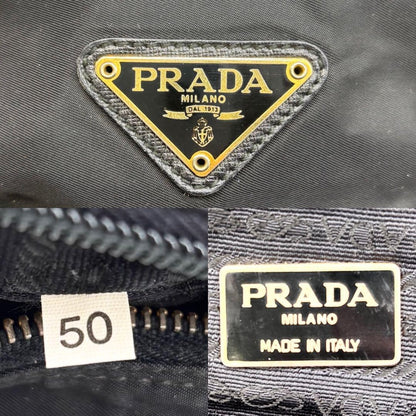 PRADA
MILANO
DAL 1913
50
PRADA
MILANO
MADE IN ITALY